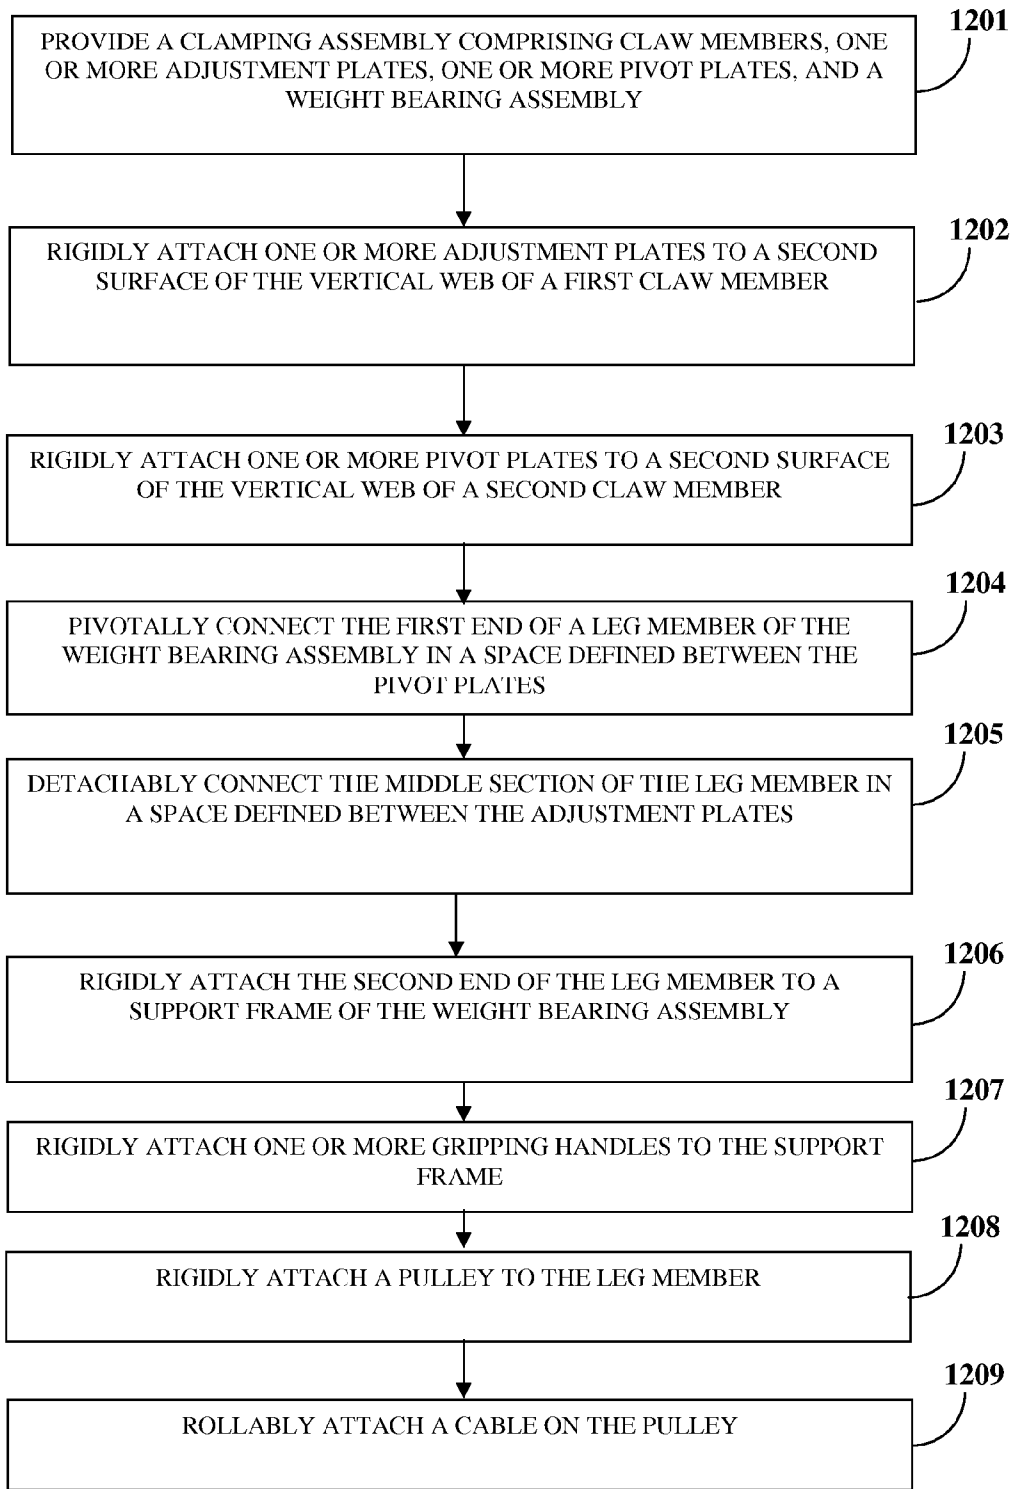 1201
PROVIDE A CLAMPING ASSEMBLY COMPRISING CLAW MEMBERS, ONE
OR MORE ADJUSTMENT PLATES, ONE OR MORE PIVOT PLATES, AND A
WEIGHT BEARING ASSEMBLY
1202
RIGIDLY ATTACH ONE OR MORE ADJUSTMENT PLATES TO A SECOND
SURFACE OF THE VERTICAL WEB OF A FIRST CLAW MEMBER
1203
RIGIDLY ATTACH ONE OR MORE PIVOT PLATES TO A SECOND SURFACE
OF THE VERTICAL WEB OF A SECOND CLAW MEMBER
1204
PIVOTALLY CONNECT THE FIRST END OF A LEG MEMBER OF THE
WEIGHT BEARING ASSEMBLY IN A SPACE DEFINED BETWEEN THE
PIVOT PLATES
1205
DETACHABLY CONNECT THE MIDDLE SECTION OF THE LEG MEMBER IN
A SPACE DEFINED BETWEEN THE ADJUSTMENT PLATES
1206
RIGIDLY ATTACH THE SECOND END OF THE LEG MEMBER TO A
SUPPORT FRAME OF THE WEIGHT BEARING ASSEMBLY
1207
RIGIDLY ATTACH ONE OR MORE GRIPPING HANDLES TO THE SUPPORT
FRAME
1208
RIGIDLY ATTACH A PULLEY TO THE LEG MEMBER
1209
ROLLABLY ATTACH A CABLE ON THE PULLEY